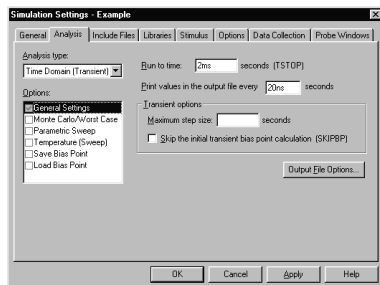 Simulation Settings - Example
General Analysis Include Files Libraries Stimulus Options Data Collection Probe Windows
Analysis type:
Time Domain (Transient)
Options:
General Settings
Monte Carlo/Worst Case
Parametric Sweep
Temperature (Sweep)
Save Bias Point
Load Bias Point
Run to time: 2ms seconds (TSTOP)
Print values in the output file every 20ns seconds
Transient options
Maximum step size: seconds
Skip the initial transient bias point calculation (SKIPBP)
Output File Options...
OK Cancel Apply Help